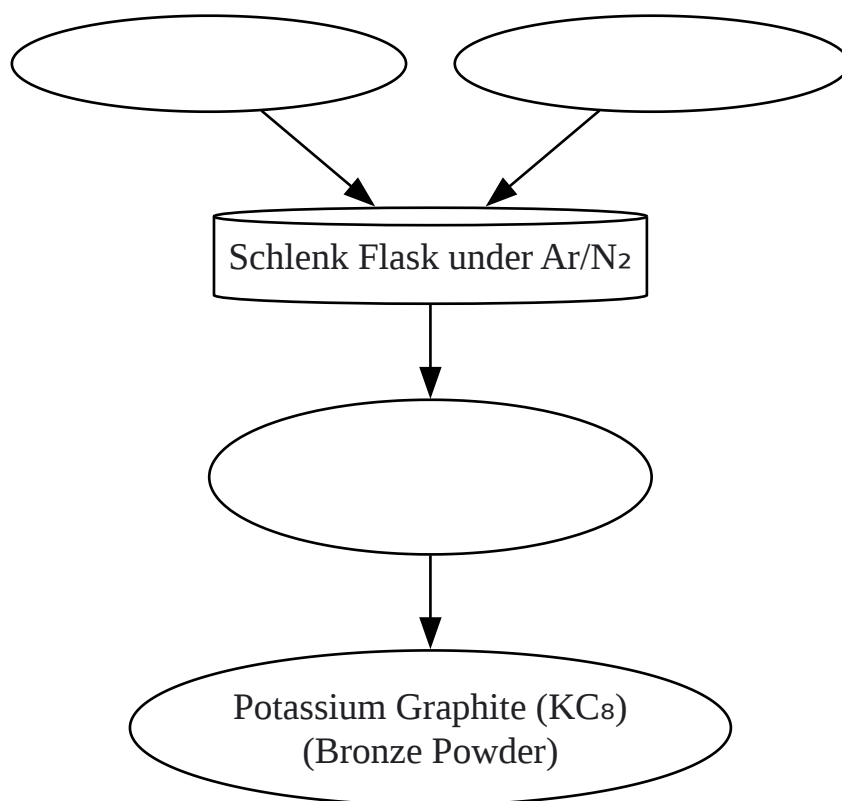 Schlenk Flask under Ar/N₂
Potassium Graphite (KC₈)
(Bronze Powder)